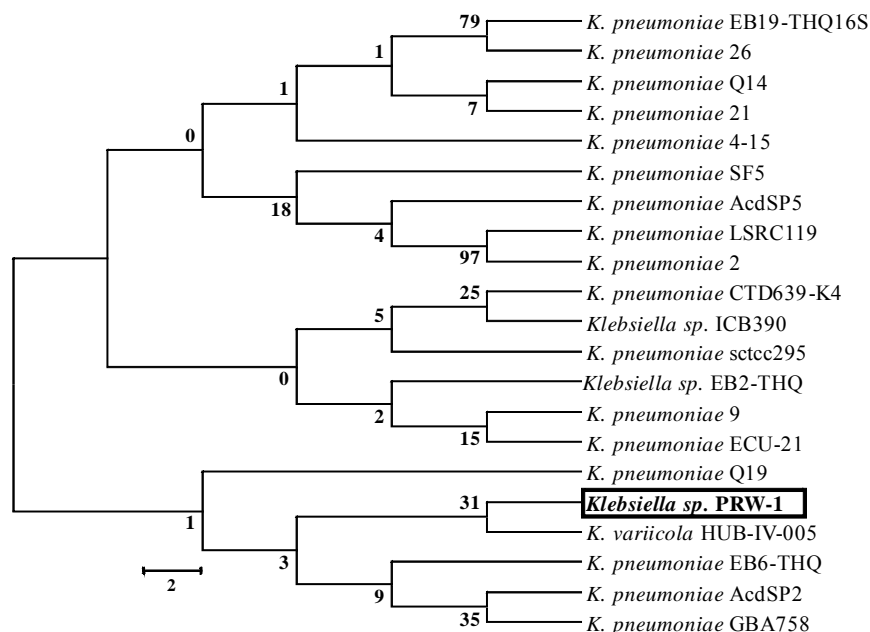 79
K. pneumoniae EB19-THQ16S
K. pneumoniae 26
1
K. pneumoniae Q14
7
K. pneumoniae 21
1
K. pneumoniae 4-15
0
K. pneumoniae SF5
18
K. pneumoniae AcdSP5
4
K. pneumoniae LSRC119
97
K. pneumoniae 2
25
K. pneumoniae CTD639-K4
Klebsiella sp. ICB390
5
K. pneumoniae sctcc295
0
Klebsiella sp. EB2-THQ
2
K. pneumoniae 9
15
K. pneumoniae ECU-21
K. pneumoniae Q19
1
31
Klebsiella sp. PRW-1
K. variicola HUB-IV-005
3
K. pneumoniae EB6-THQ
9
K. pneumoniae AcdSP2
35
K. pneumoniae GBA758
2